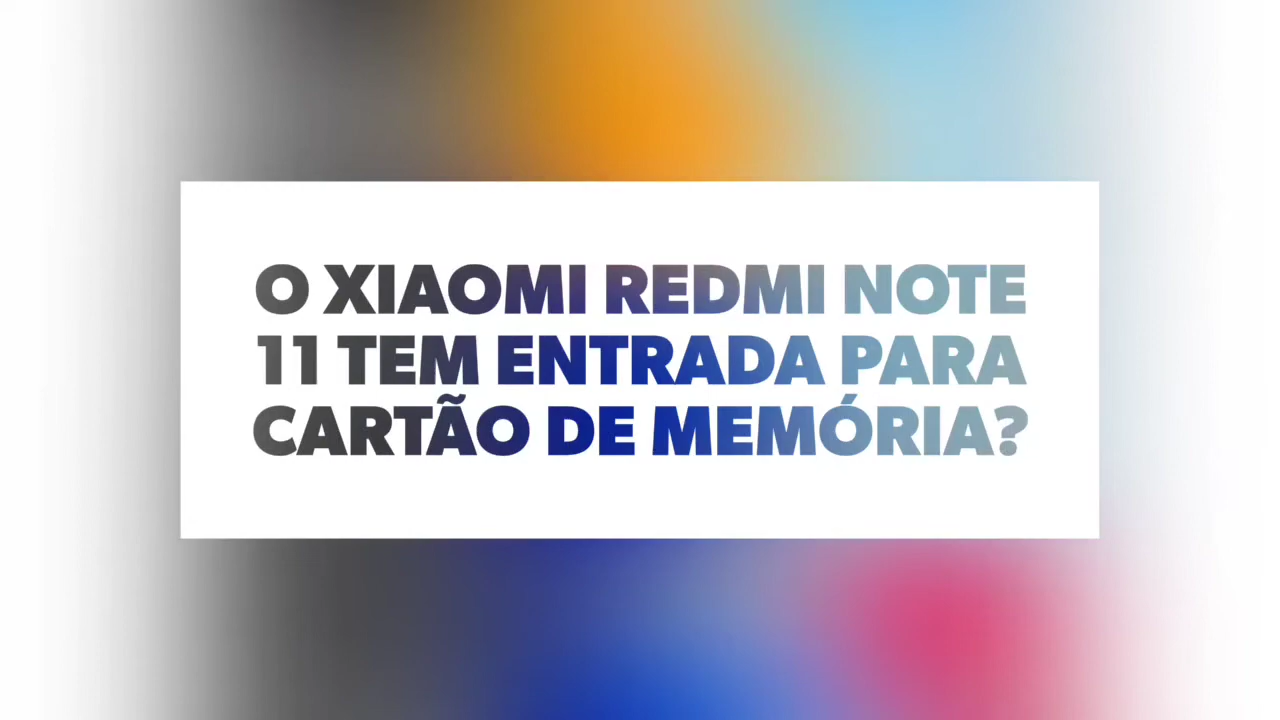 O XIAOMI REDMI NOTE
11 TEM ENTRADA PARA
CARTÃO DE MEMÓRIA?